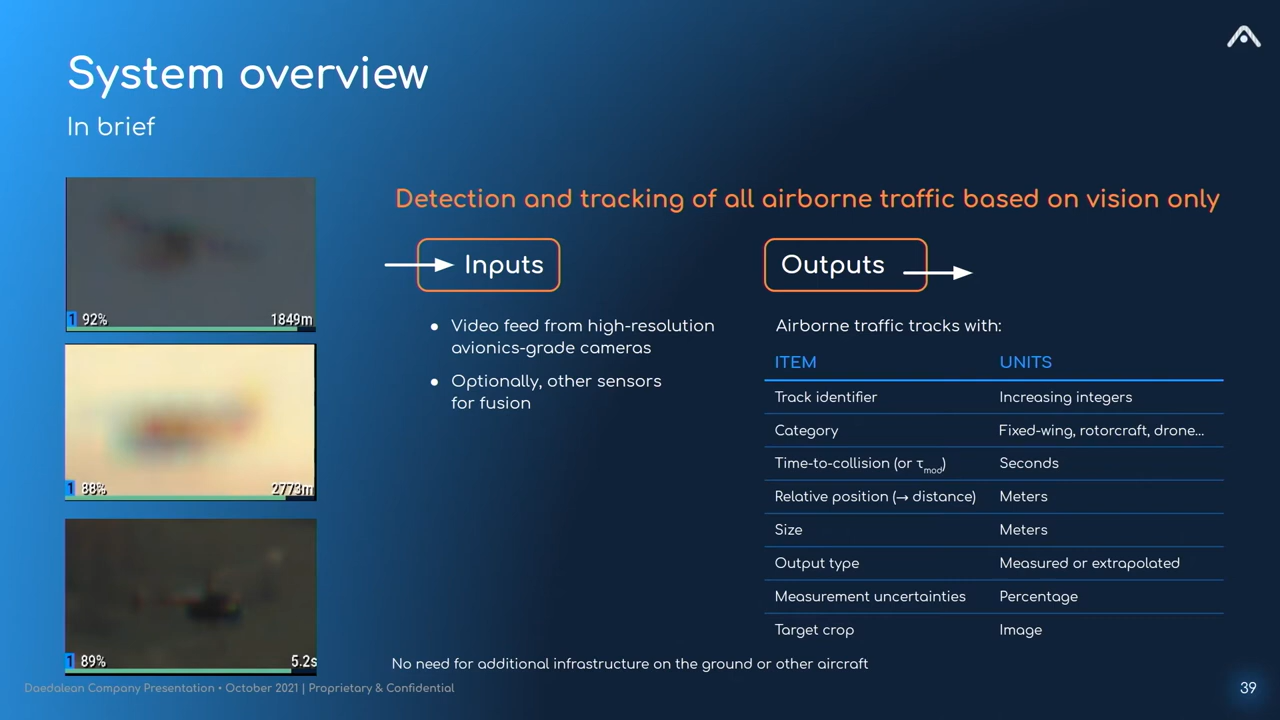 System overview
In brief
1 92% 1849m
1 88% 2773m
1 89% 5.2s
Detection and tracking of all airborne traffic based on vision only
Inputs
● Video feed from high-resolution
avionics-grade cameras
● Optionally, other sensors
for fusion
Outputs
Airborne traffic tracks with:
ITEM UNITS
Track identifier Increasing integers
Category Fixed-wing, rotorcraft, drone...
Time-to-collision (or τmod) Seconds
Relative position (→ distance) Meters
Size Meters
Output type Measured or extrapolated
Measurement uncertainties Percentage
Target crop Image
No need for additional infrastructure on the ground or other aircraft
Daedalean Company Presentation • October 2021 | Proprietary & Confidential
39